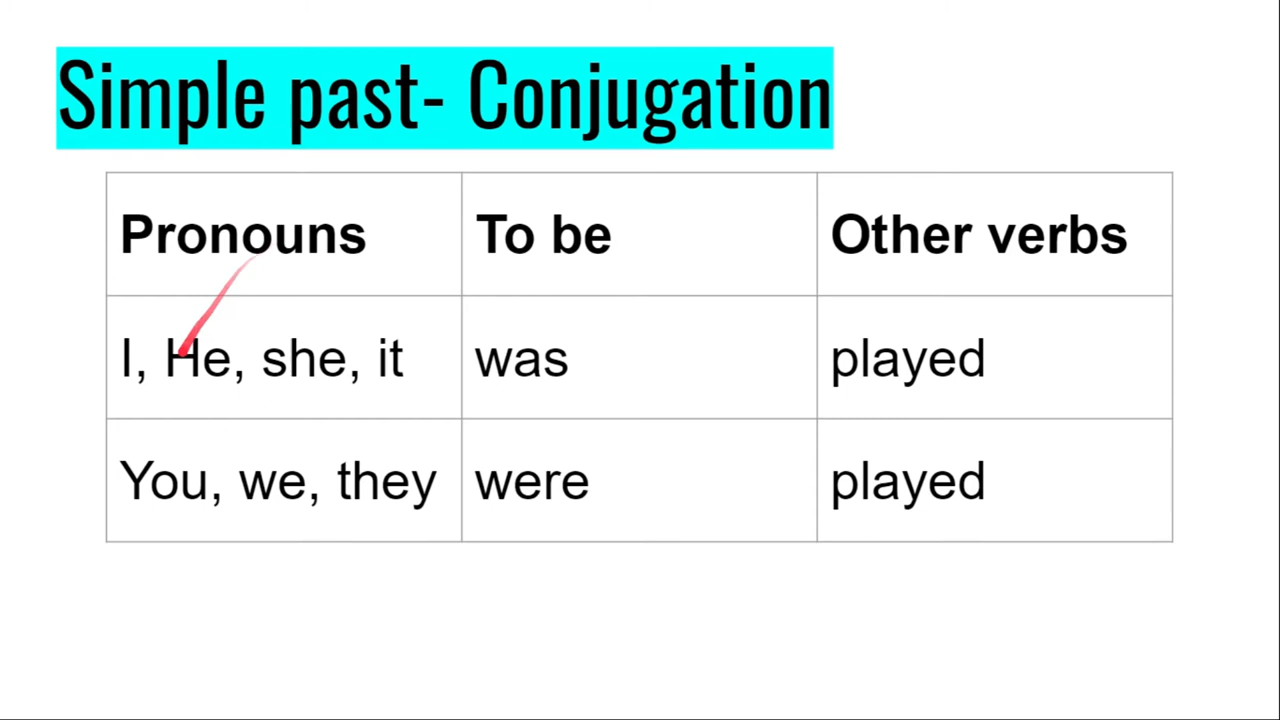 Simple past- Conjugation
Pronouns To be Other verbs
I, He, she, it was played
You, we, they were played